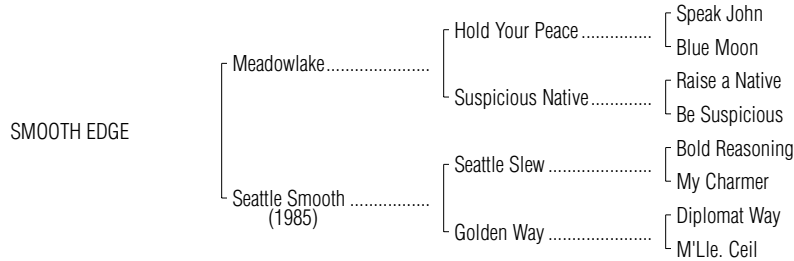 Speak John
Hold Your Peace ...............
Blue Moon
Meadowlake......................
Raise a Native
Suspicious Native.............
Be Suspicious
SMOOTH EDGE
Bold Reasoning
Seattle Slew ......................
My Charmer
Seattle Smooth .................
(1985)
Diplomat Way
Golden Way ......................
M'Lle. Ceil